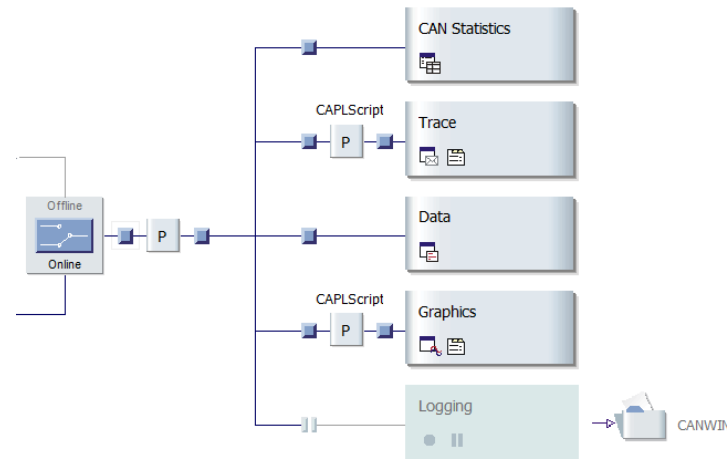 CAN Statistics
CAPLScript
P
Trace
Offline
Online
P
Data
CAPLScript
P
Graphics
Logging
CANWIN